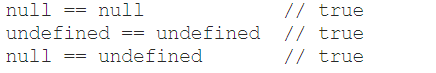 null == null            // true
undefined == undefined  // true
null == undefined       // true